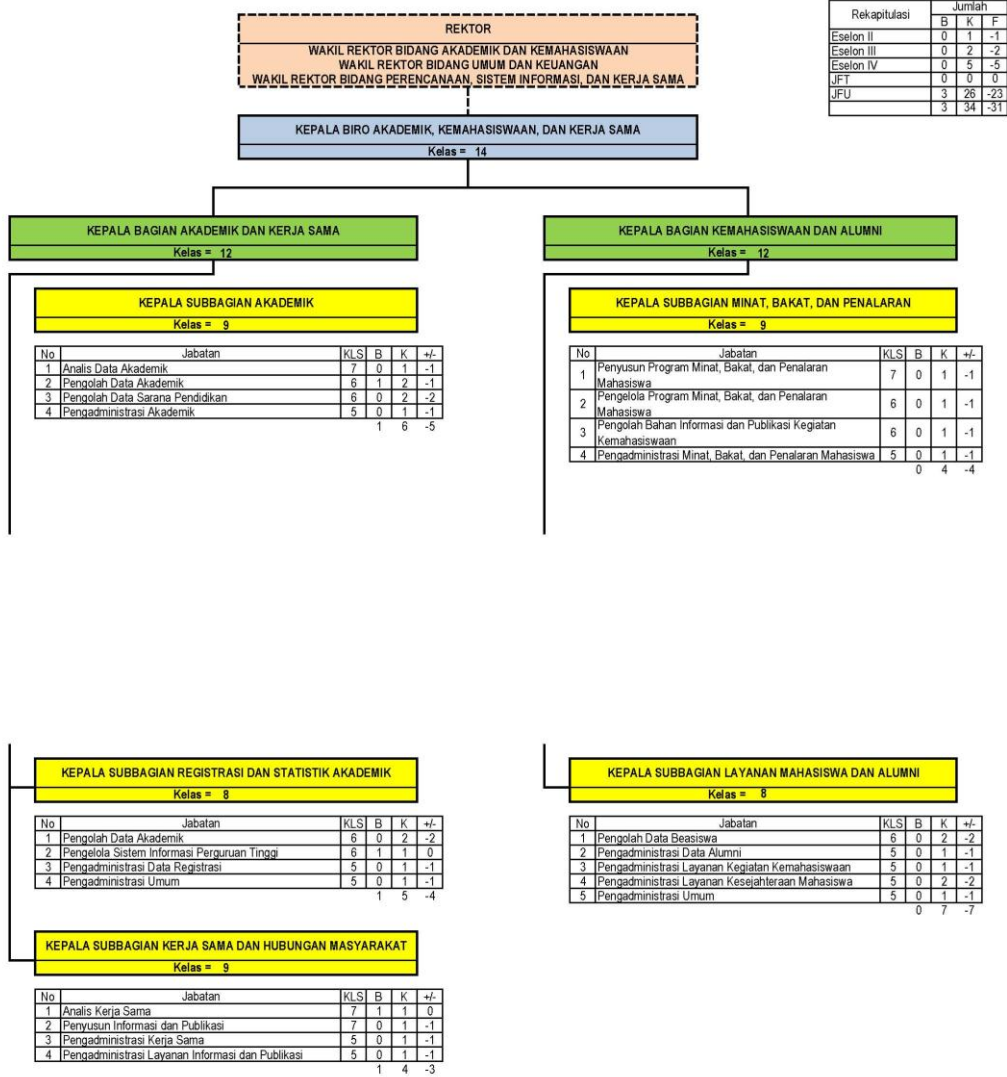 Rekapitulasi Jumlah
B K F
Eselon II 0 1 -1
Eselon III 0 2 -2
Eselon IV 0 5 -5
JFT 0 0 0
JFU 3 26 -23
3 34 -31
REKTOR
WAKIL REKTOR BIDANG AKADEMIK DAN KEMAHASISWAAN
WAKIL REKTOR BIDANG UMUM DAN KEUANGAN
WAKIL REKTOR BIDANG PERENCANAAN, SISTEM INFORMASI, DAN KERJA SAMA
KEPALA BIRO AKADEMIK, KEMAHASISWAAN, DAN KERJA SAMA
Kelas = 14
KEPALA BAGIAN AKADEMIK DAN KERJA SAMA
Kelas = 12
KEPALA SUBBAGIAN AKADEMIK
Kelas = 9
No Jabatan KLS B K +/-
1 Analis Data Akademik 7 0 1 -1
2 Pengolah Data Akademik 6 1 2 -1
3 Pengolah Data Sarana Pendidikan 6 0 2 -2
4 Pengadministrasi Akademik 5 0 1 -1
1 6 -5
KEPALA BAGIAN KEMAHASISWAAN DAN ALUMNI
Kelas = 12
KEPALA SUBBAGIAN MINAT, BAKAT, DAN PENALARAN
Kelas = 9
No Jabatan KLS B K +/-
1 Penyusun Program Minat, Bakat, dan Penalaran
Mahasiswa 7 0 1 -1
2 Pengelola Program Minat, Bakat, dan Penalaran
Mahasiswa 6 0 1 -1
3 Pengolah Bahan Informasi dan Publikasi Kegiatan
Kemahasiswaan 6 0 1 -1
4 Pengadministrasi Minat, Bakat, dan Penalaran Mahasiswa 5 0 1 -1
0 4 -4
KEPALA SUBBAGIAN REGISTRASI DAN STATISTIK AKADEMIK
Kelas = 8
No Jabatan KLS B K +/-
1 Pengolah Data Akademik 6 0 2 -2
2 Pengelola Sistem Informasi Perguruan Tinggi 6 1 1 0
3 Pengadministrasi Data Registrasi 5 0 1 -1
4 Pengadministrasi Umum 5 0 1 -1
1 5 -4
KEPALA SUBBAGIAN KERJA SAMA DAN HUBUNGAN MASYARAKAT
Kelas = 9
No Jabatan KLS B K +/-
1 Analis Kerja Sama 7 1 1 0
2 Penyusun Informasi dan Publikasi 7 0 1 -1
3 Pengadministrasi Kerja Sama 5 0 1 -1
4 Pengadministrasi Layanan Informasi dan Publikasi 5 0 1 -1
1 4 -3
KEPALA SUBBAGIAN LAYANAN MAHASISWA DAN ALUMNI
Kelas = 8
No Jabatan KLS B K +/-
1 Pengolah Data Beasiswa 6 0 2 -2
2 Pengadministrasi Data Alumni 5 0 1 -1
3 Pengadministrasi Layanan Kegiatan Kemahasiswaan 5 0 1 -1
4 Pengadministrasi Layanan Kesejahteraan Mahasiswa 5 0 2 -2
5 Pengadministrasi Umum 5 0 1 -1
0 7 -7